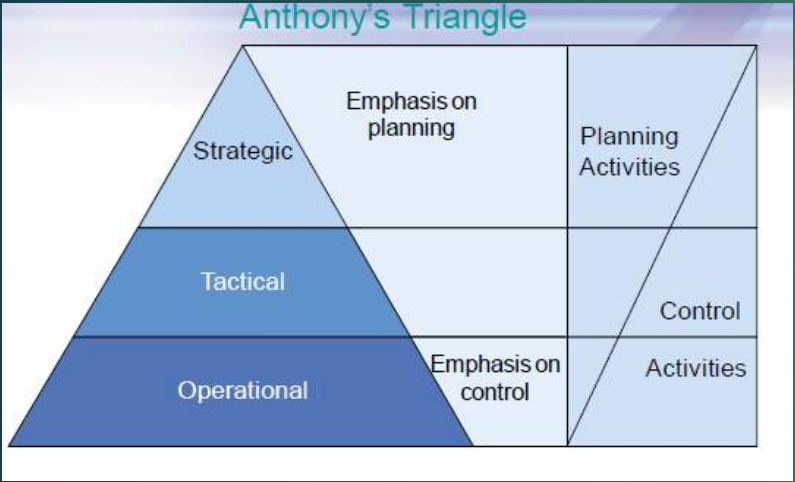 Anthony's Triangle
Emphasis on
planning
Strategic
Planning
Activities
Tactical
Control
Operational
Emphasis on
control
Activities